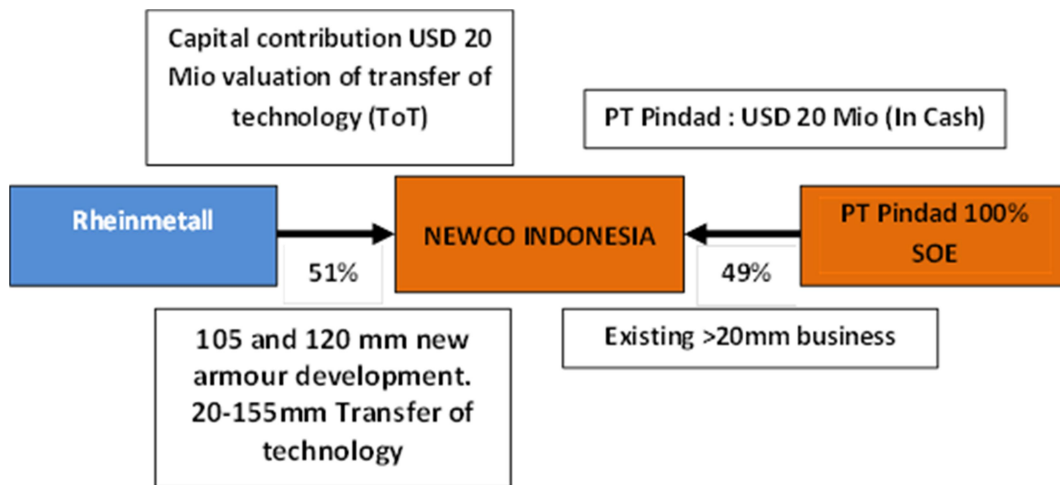 Capital contribution USD 20
Mio valuation of transfer of
technology (ToT)
PT Pindad : USD 20 Mio (In Cash)
Rheinmetall
NEWCO INDONESIA
PT Pindad 100%
SOE
51%
49%
105 and 120 mm new
armour development.
20-155mm Transfer of
technology
Existing >20mm business